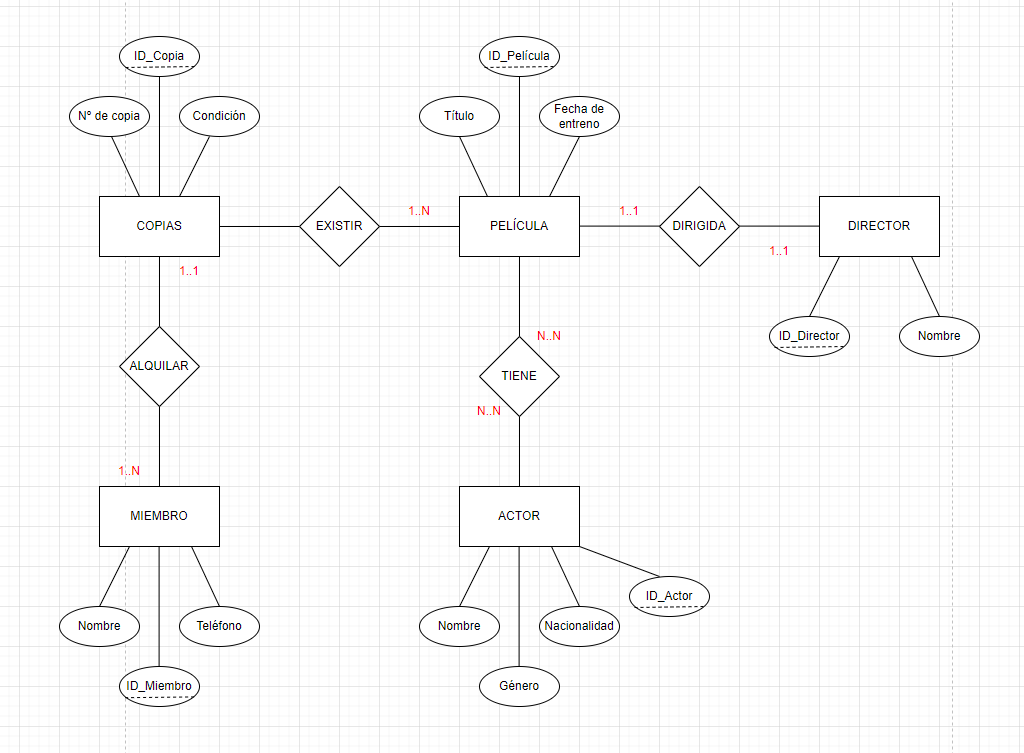 ID_Copia
ID_Película
Nº de copia
Condición
Título
Fecha de
entreno
COPIAS
EXISTIR
1..N
PELÍCULA
1..1
DIRIGIDA
1..1
DIRECTOR
1..1
ID_Director
Nombre
ALQUILAR
N..N
TIENE
N..N
1..N
MIEMBRO
ACTOR
Nombre
Teléfono
ID_Miembro
Nombre
Nacionalidad
ID_Actor
Género